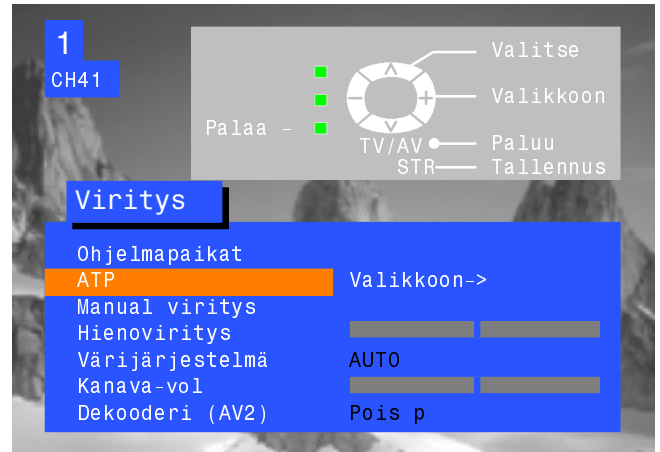 1
CH41
Valitse
Valikkoon
Palaa –
TV/AV Paluu
STR Tallennus
Viritys
Ohjelmapaikat
ATP Valikkoon->
Manual viritys
Hienoviritys
Värijärjestelmä AUTO
Kanava-vol
Dekooderi (AV2) Pois p